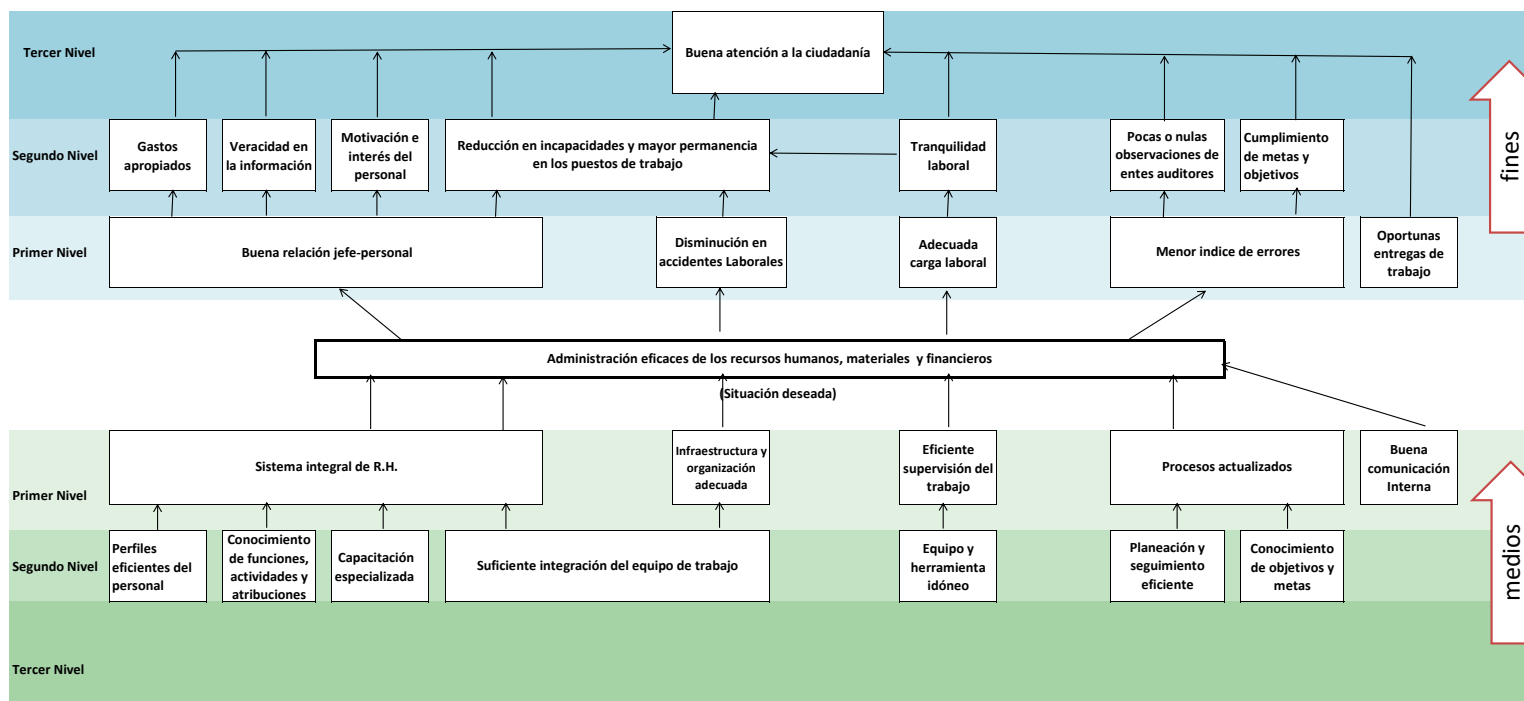 Tercer Nivel
Buena atención a la ciudadanía
fines
Segundo Nivel
Gastos
apropiados
Veracidad en
la información
Motivación e
interés del
personal
Reducción en incapacidades y mayor permanencia
en los puestos de trabajo
Tranquilidad
laboral
Pocas o nulas
observaciones de
entes auditores
Cumplimiento
de metas y
objetivos
Primer Nivel
Buena relación jefe-personal
Disminución en
accidentes Laborales
Adecuada
carga laboral
Menor indice de errores
Oportunas
entregas de
trabajo
Administración eficaces de los recursos humanos, materiales y financieros
(Situación deseada)
Primer Nivel
Sistema integral de R.H.
Infraestructura y
organización
adecuada
Eficiente
supervisión del
trabajo
Procesos actualizados
Buena
comunicación
Interna
medios
Segundo Nivel
Perfiles
eficientes del
personal
Conocimiento
de funciones,
actividades y
atribuciones
Capacitación
especializada
Suficiente integración del equipo de trabajo
Equipo y
herramienta
idóneo
Planeación y
seguimiento
eficiente
Conocimiento
de objetivos y
metas
Tercer Nivel